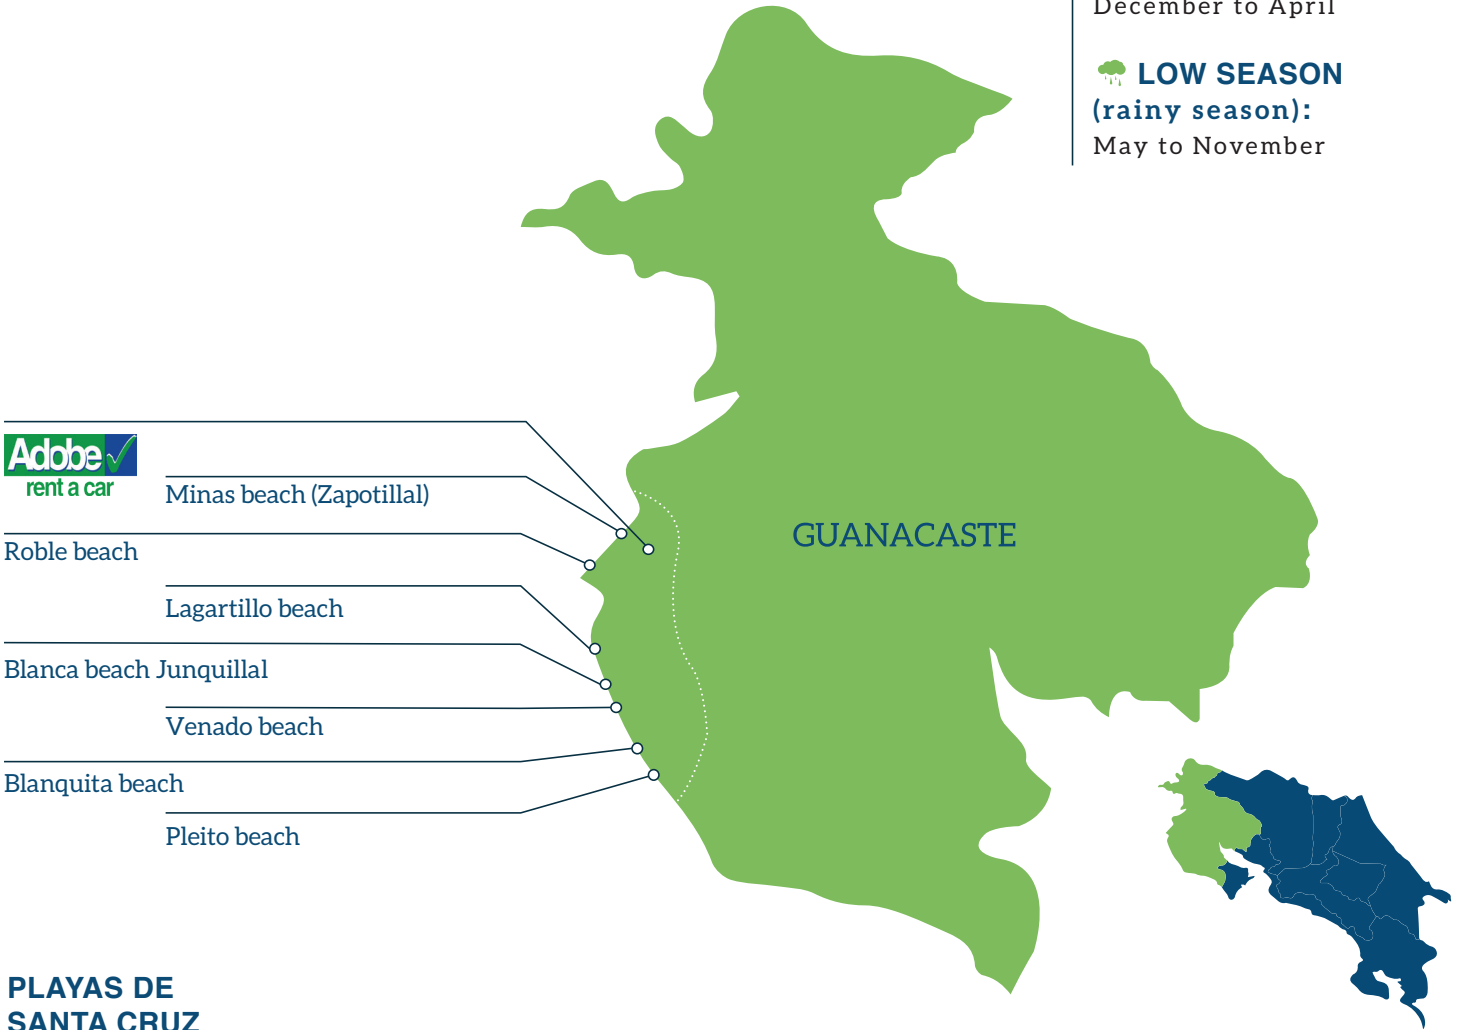 December to April
LOW SEASON
(rainy season):
May to November
Adobe
rent a car
Minas beach (Zapotillal)
Roble beach
Lagartillo beach
Blanca beach Junquillal
Venado beach
Blanquita beach
Pleito beach
GUANACASTE
PLAYAS DE
SANTA CRUZ